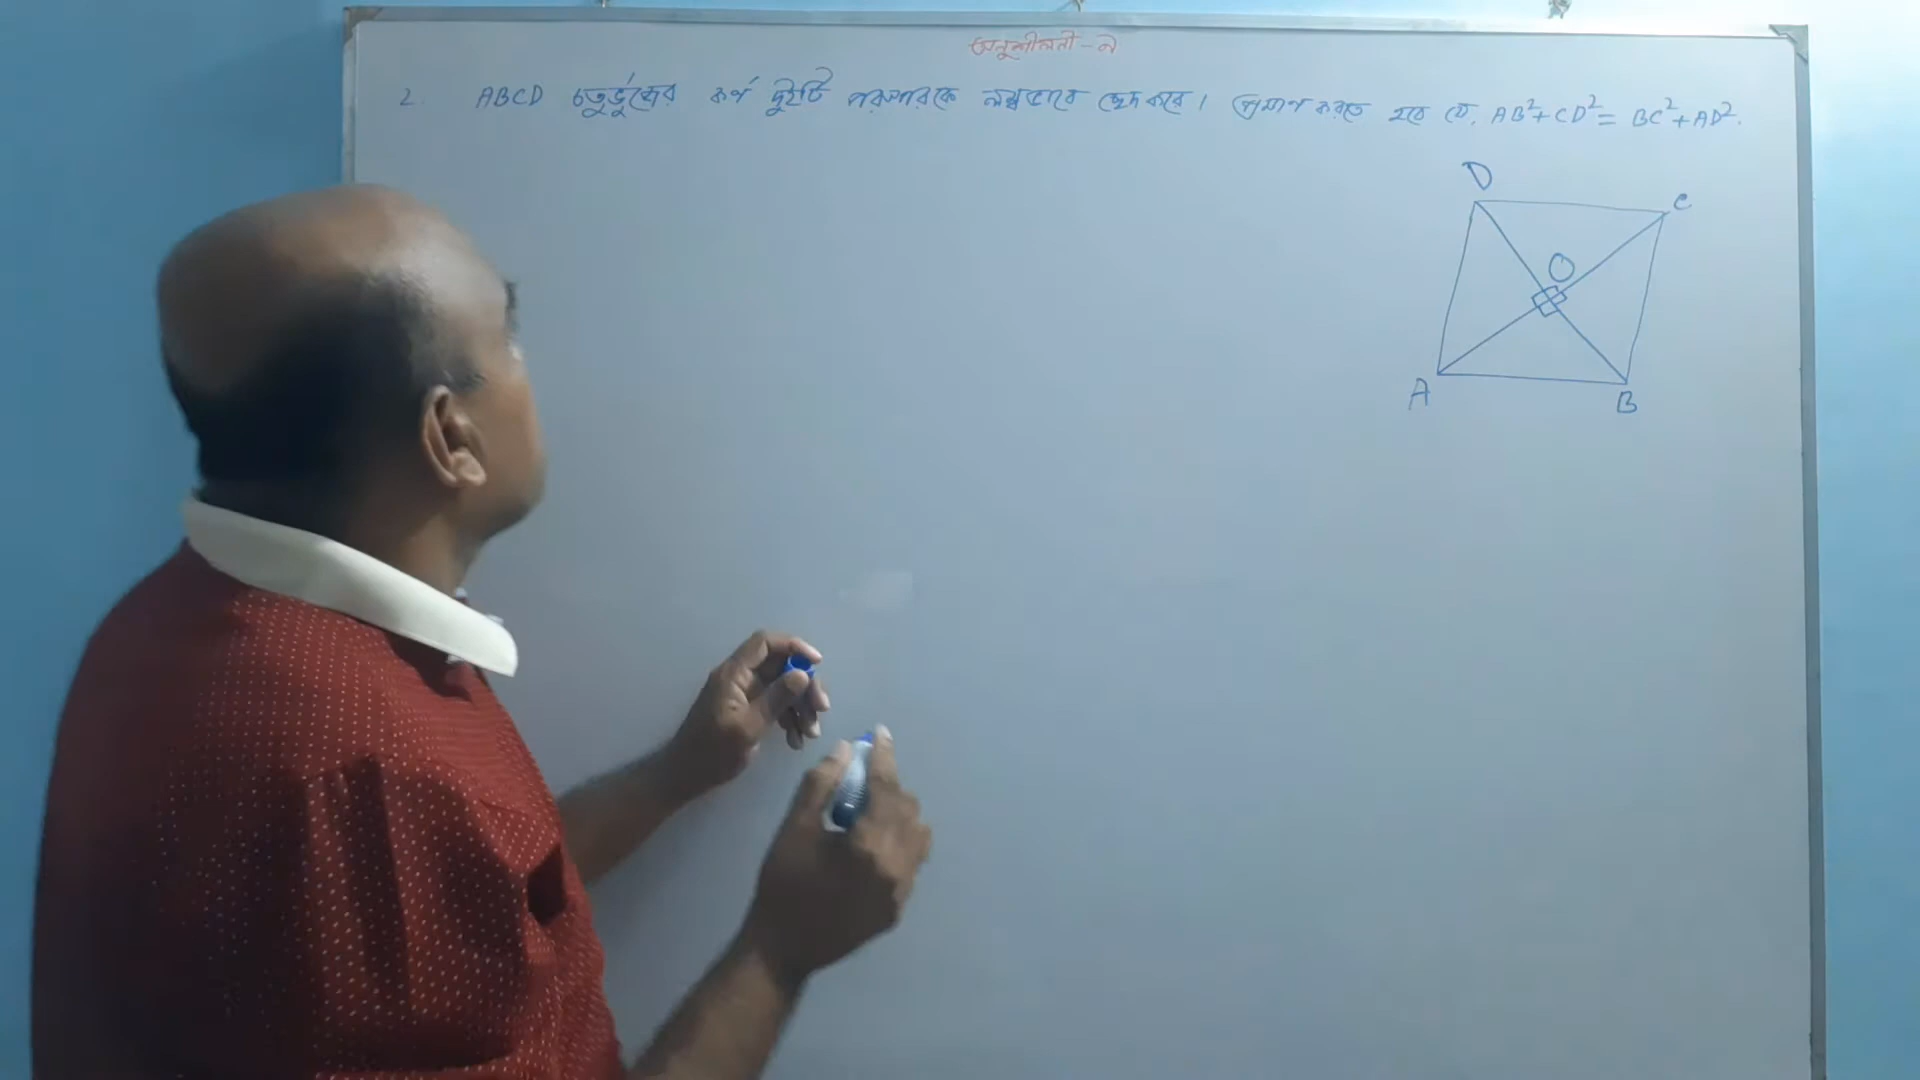 অনুশীলনী - ৯
2. ABCD চতুর্ভুজের কর্ণ দুইটি পরস্পরকে লম্বভাবে ছেদ করে। প্রমাণ করতে হবে যে, AB²+CD² = BC²+AD².
D
C
O
A
B